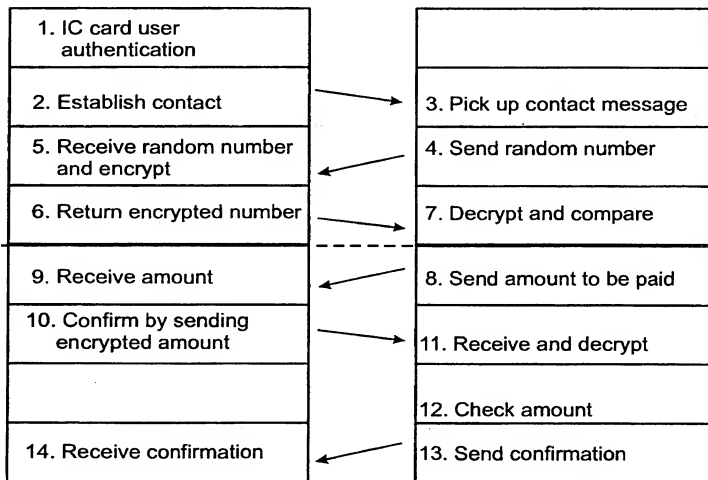 1. IC card user
authentication
2. Establish contact
3. Pick up contact message
5. Receive random number
and encrypt
4. Send random number
6. Return encrypted number
7. Decrypt and compare
9. Receive amount
8. Send amount to be paid
10. Confirm by sending
encrypted amount
11. Receive and decrypt
12. Check amount
14. Receive confirmation
13. Send confirmation